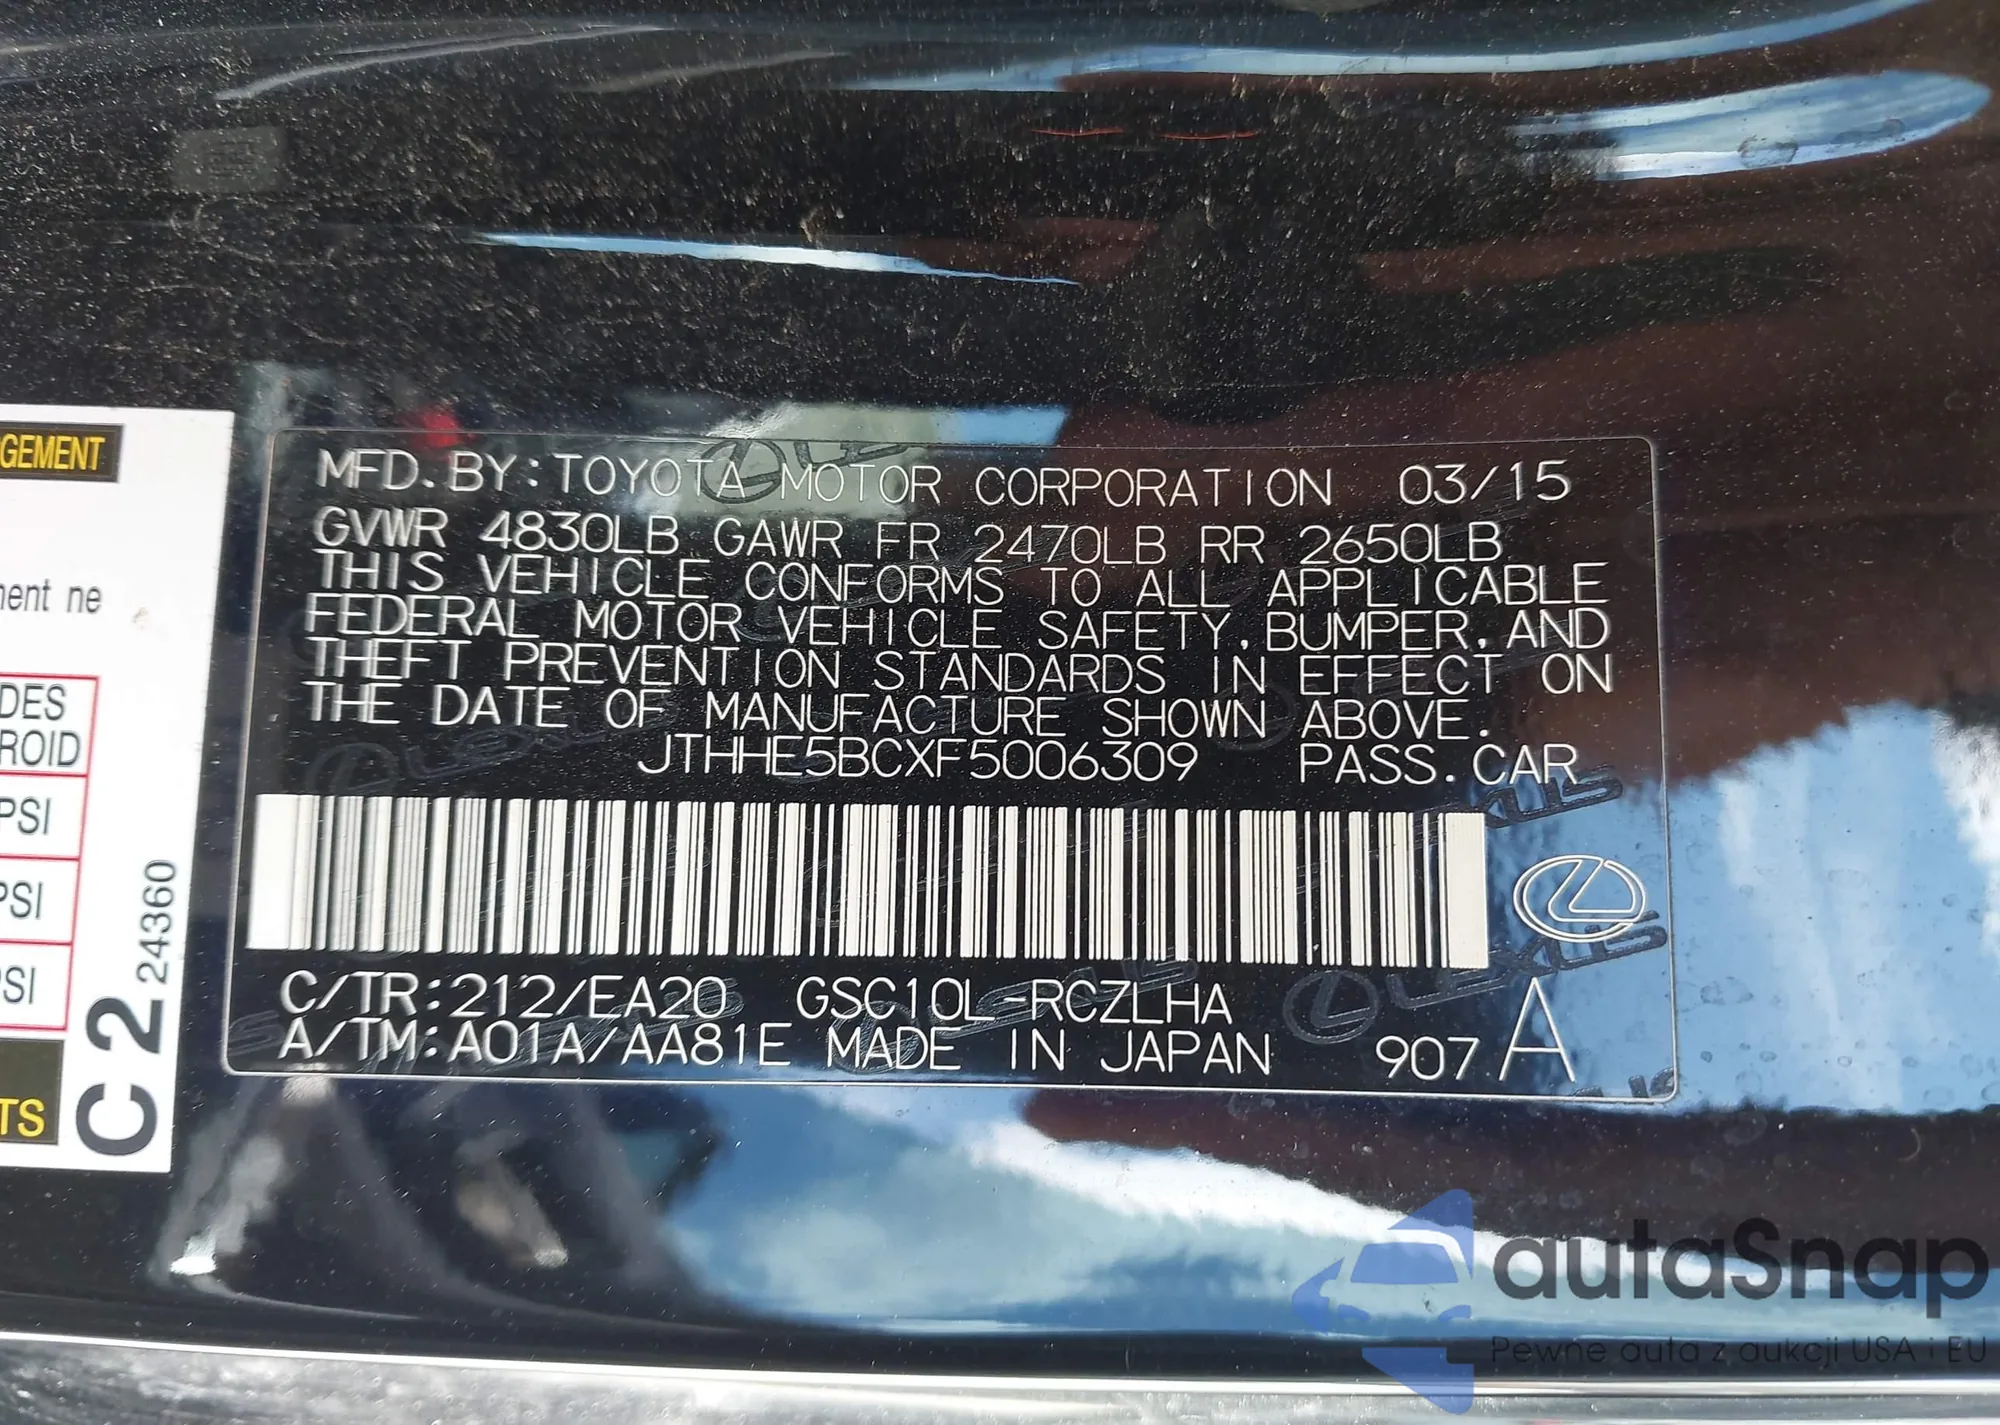 GEMENT
ment ne
DES
ROID
PSI
PSI
PSI
TS
C2 24360
MFD. BY: TOYOTA MOTOR CORPORATION 03/15
GVWR 4830LB GAWR FR 2470LB RR 2650LB
THIS VEHICLE CONFORMS TO ALL APPLICABLE
FEDERAL MOTOR VEHICLE SAFETY, BUMPER, AND
THEFT PREVENTION STANDARDS IN EFFECT ON
THE DATE OF MANUFACTURE SHOWN ABOVE.
JTHHE5BCXF5006309 PASS. CAR
C/TR:212/EA20 GSC10L-RCZLHA
A/TM:A01A/AA81E MADE IN JAPAN 907 A
autaSnap
Pewne auta z aukcji USA i EU